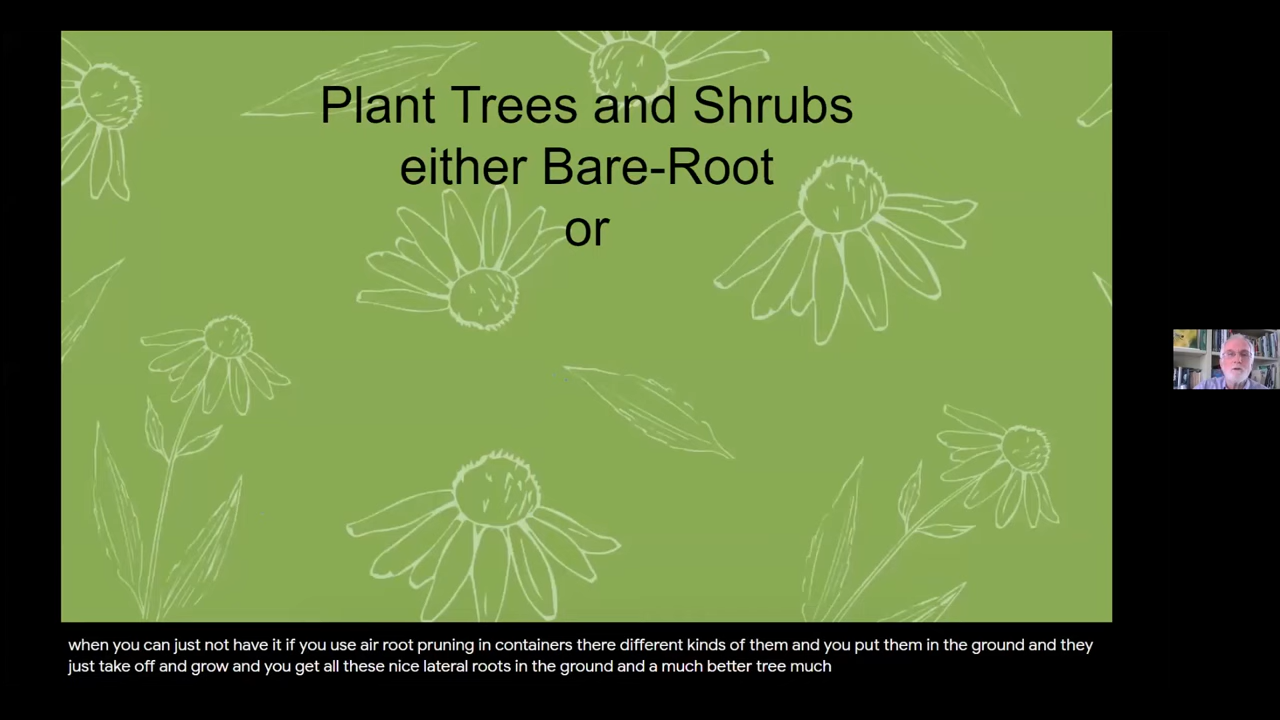 Plant Trees and Shrubs
either Bare-Root
or
when you can just not have it if you use air root pruning in containers there different kinds of them and you put them in the ground and they
just take off and grow and you get all these nice lateral roots in the ground and a much better tree much